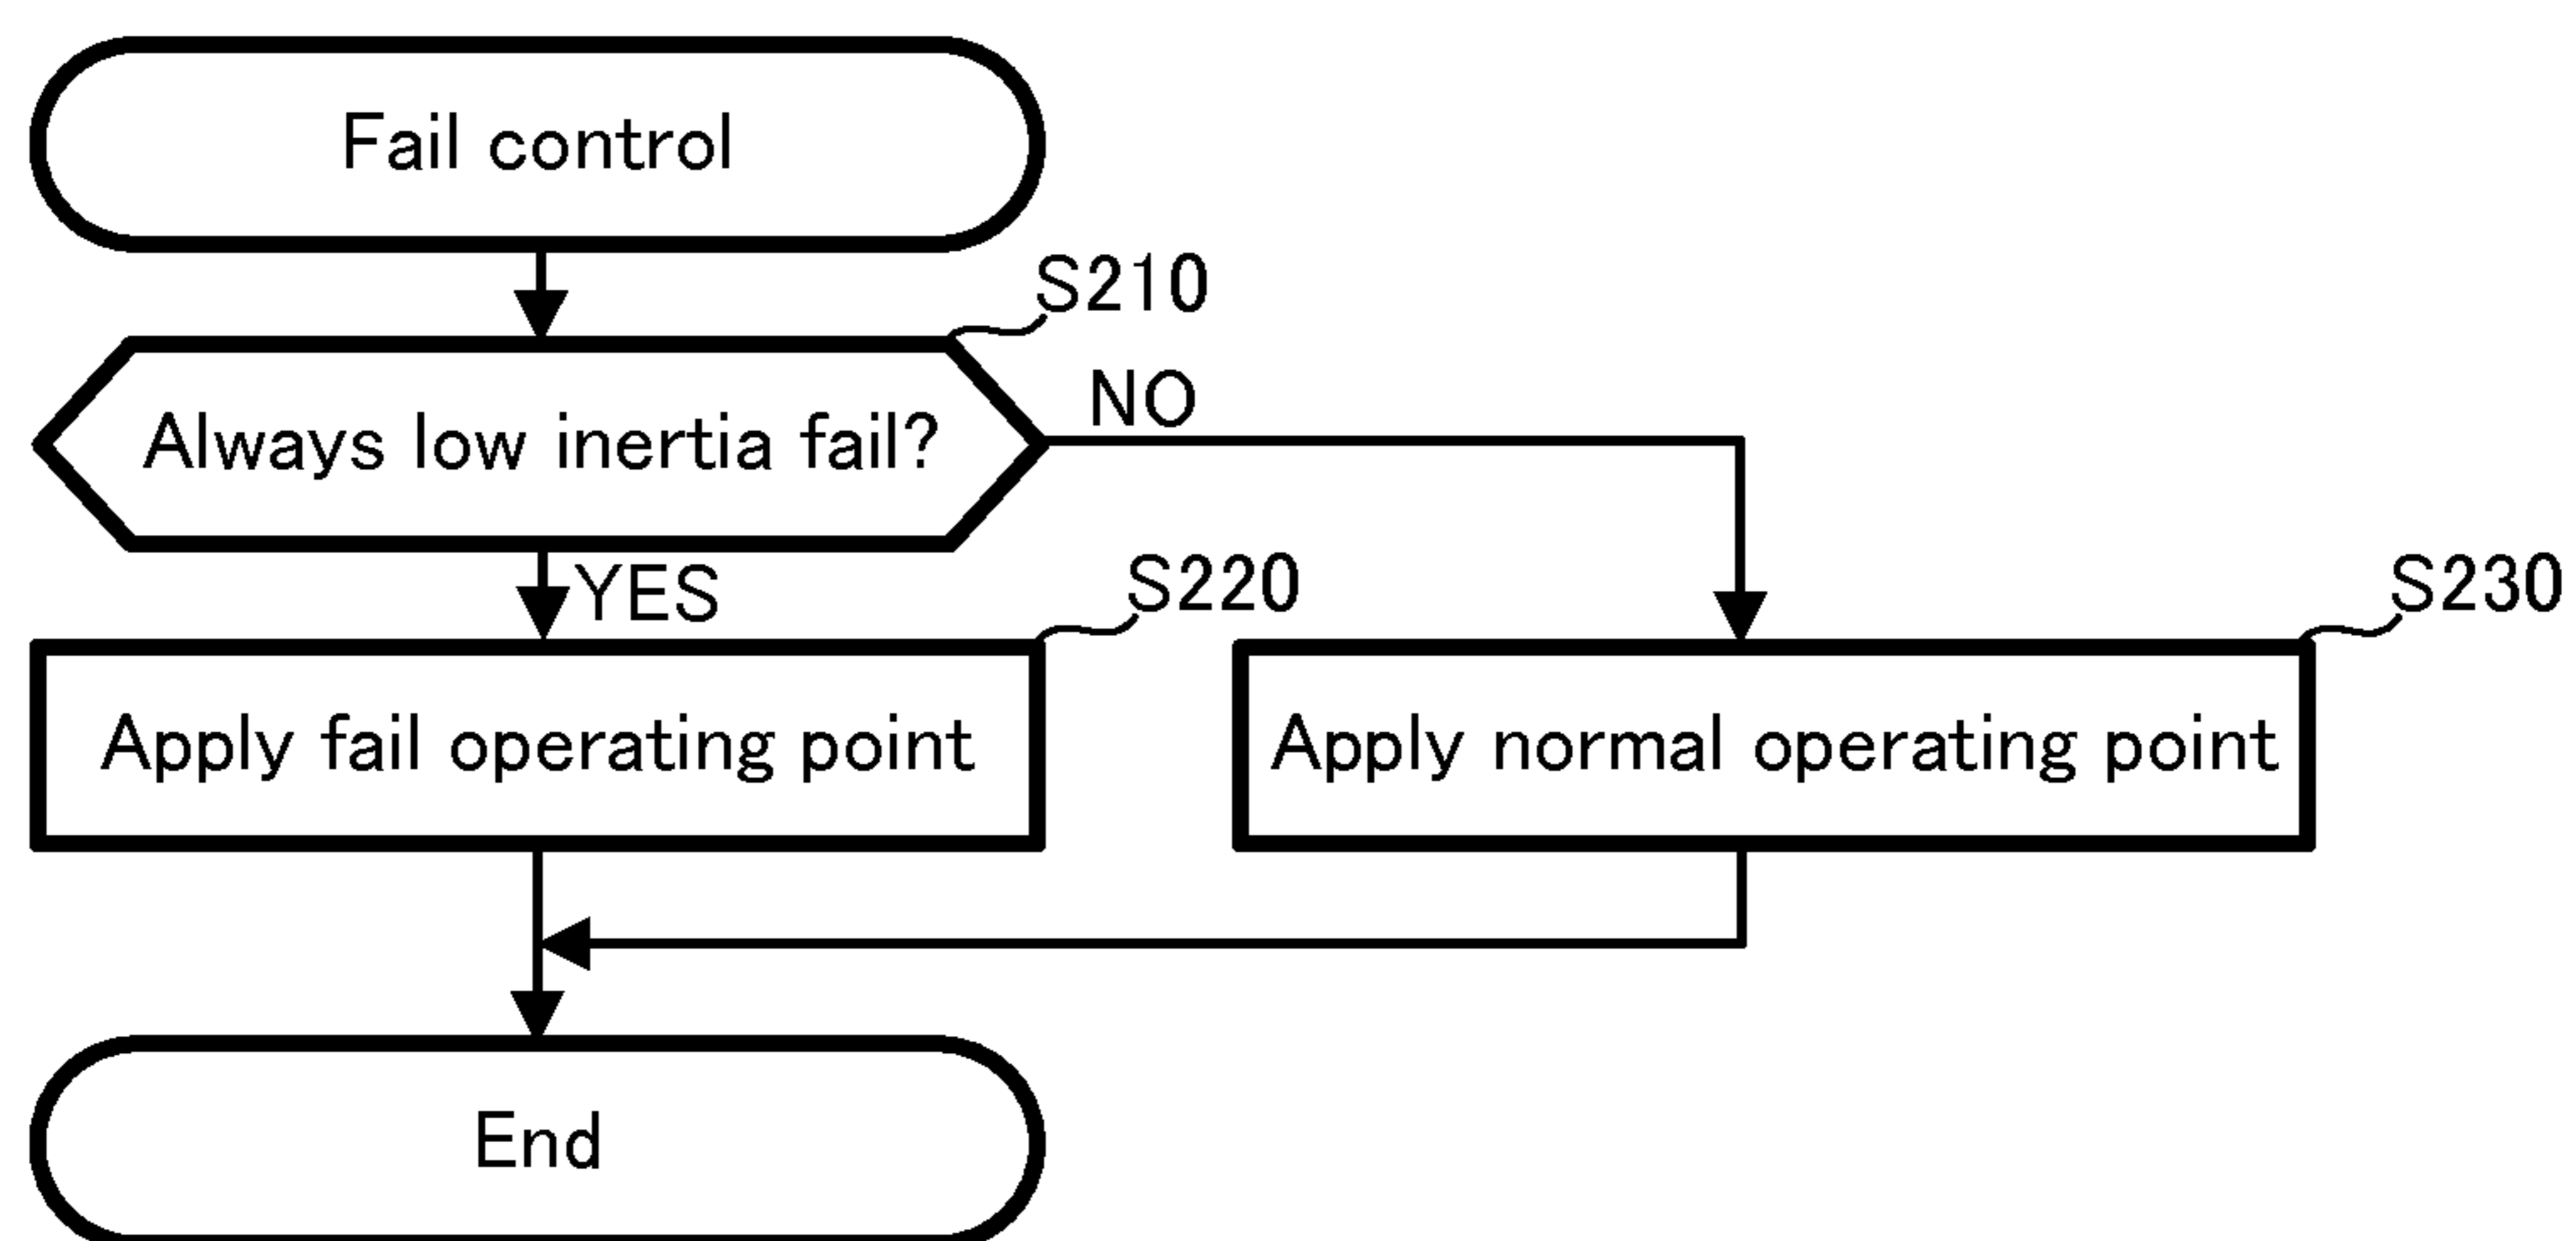 Fail control
S210
Always low inertia fail?
NO
YES
S220
S230
Apply fail operating point
Apply normal operating point
End